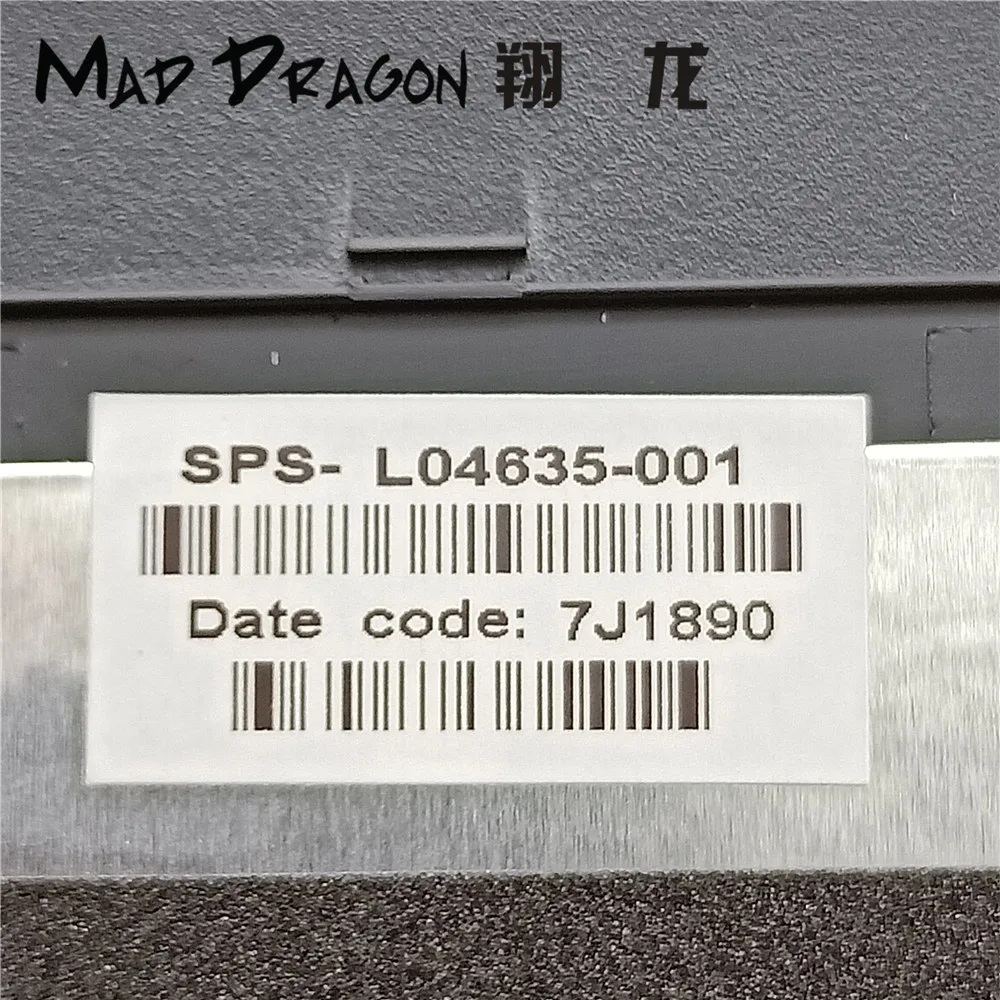 MAD DRAGON 翔 龙
SPS- L04635-001
Date code: 7J1890